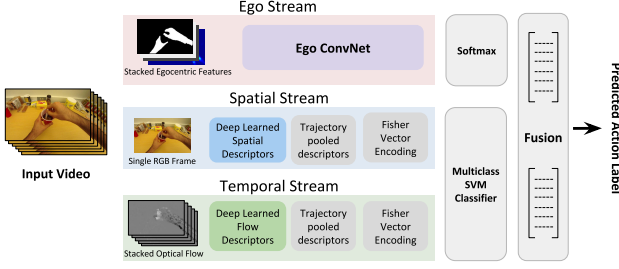 Ego Stream
Stacked Egocentric Features
Ego ConvNet
Softmax
Input Video
Spatial Stream
Single RGB Frame
Deep Learned
Spatial
Descriptors
Trajectory
pooled
descriptors
Fisher
Vector
Encoding
Temporal Stream
Stacked Optical Flow
Deep Learned
Flow
Descriptors
Trajectory
pooled
descriptors
Fisher
Vector
Encoding
Multiclass
SVM
Classifier
Fusion
Predicted Action Label